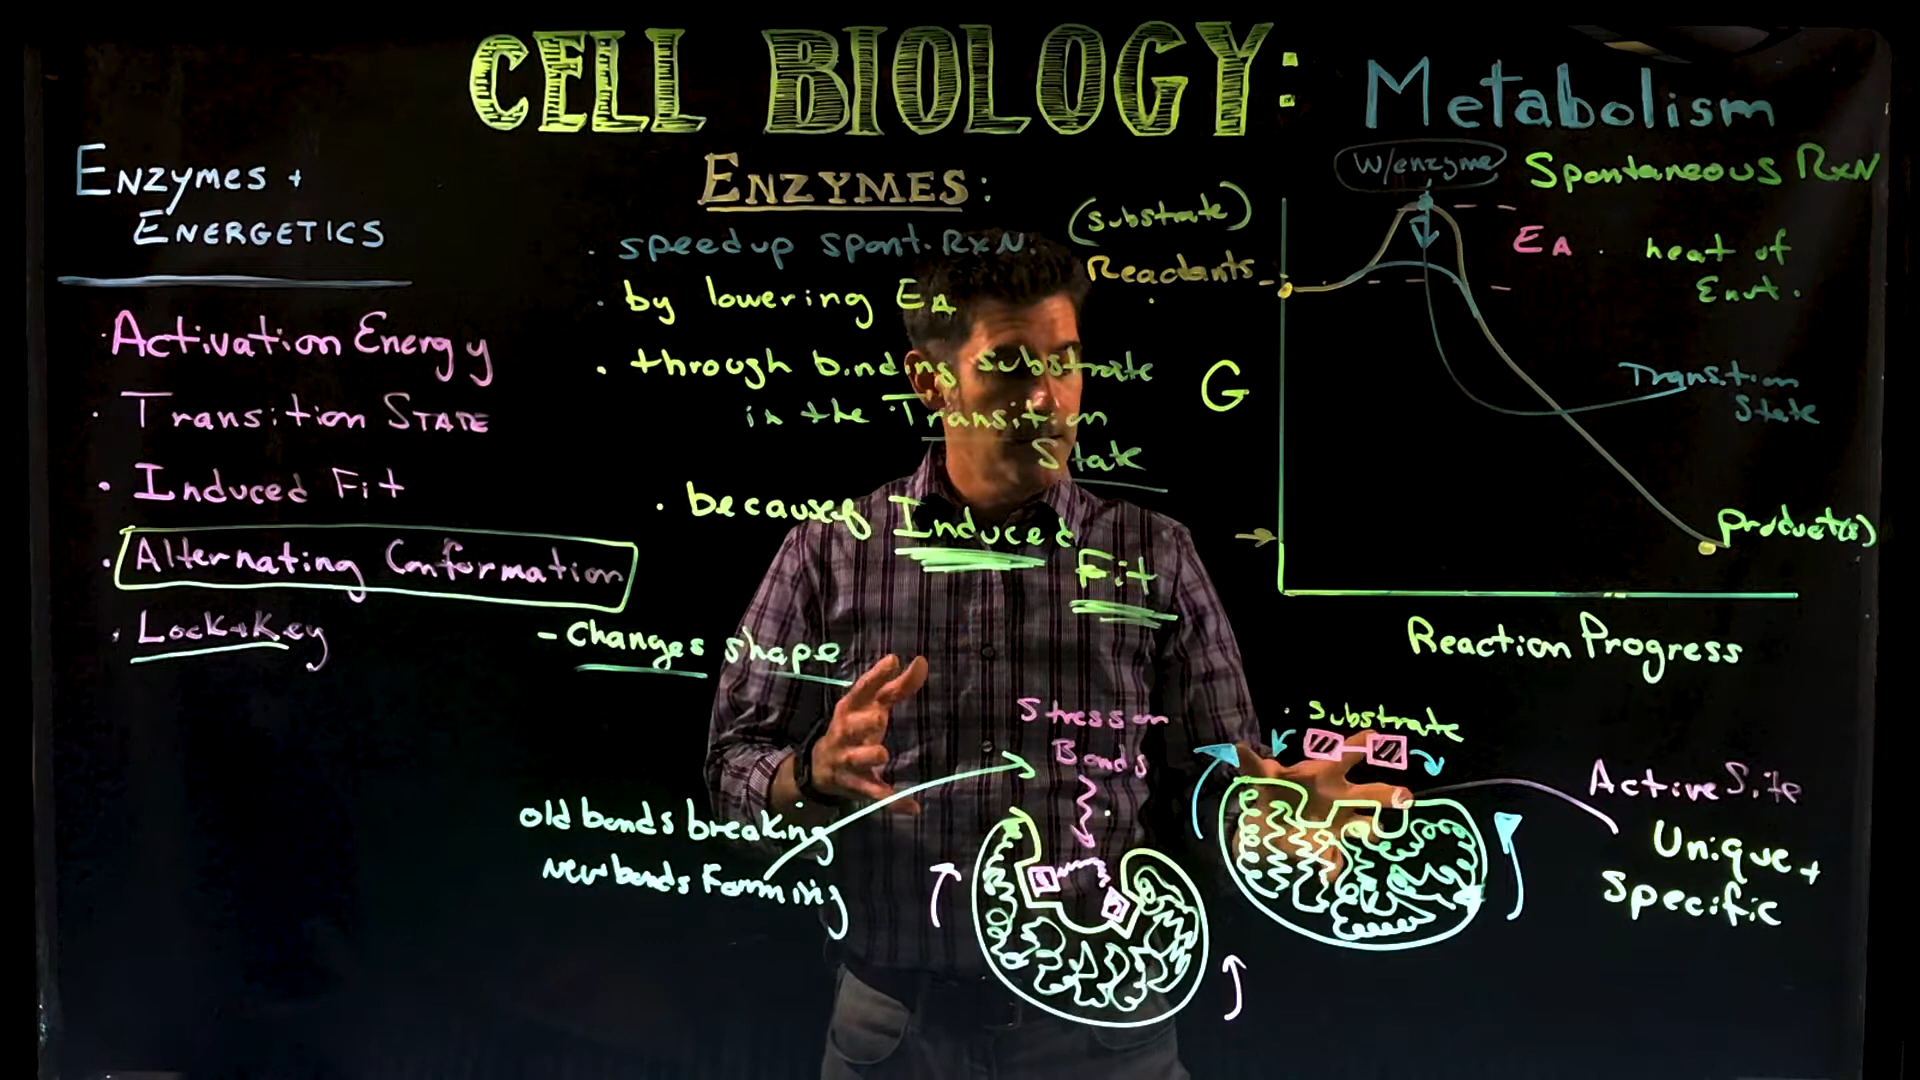 CELL BIOLOGY: Metabolism
ENZYMES +
ENERGETICS
· Activation Energy
· Transition STATE
· Induced Fit
· Alternating Conformation
· Lock+Key
ENZYMES:
· speed up spont. RxN.
· by lowering EA
· through binding substrate
in the Transition
State
· because of Induced
Fit
- Changes shape
Stress on
Bonds
old bonds breaking
new bonds Forming
w/enzyme
Spontaneous RxN
(substrate)
Reactants
EA
heat of
Envt.
G
Transition
State
Product(s)
Reaction Progress
· Substrate
Active Site
Unique +
specific